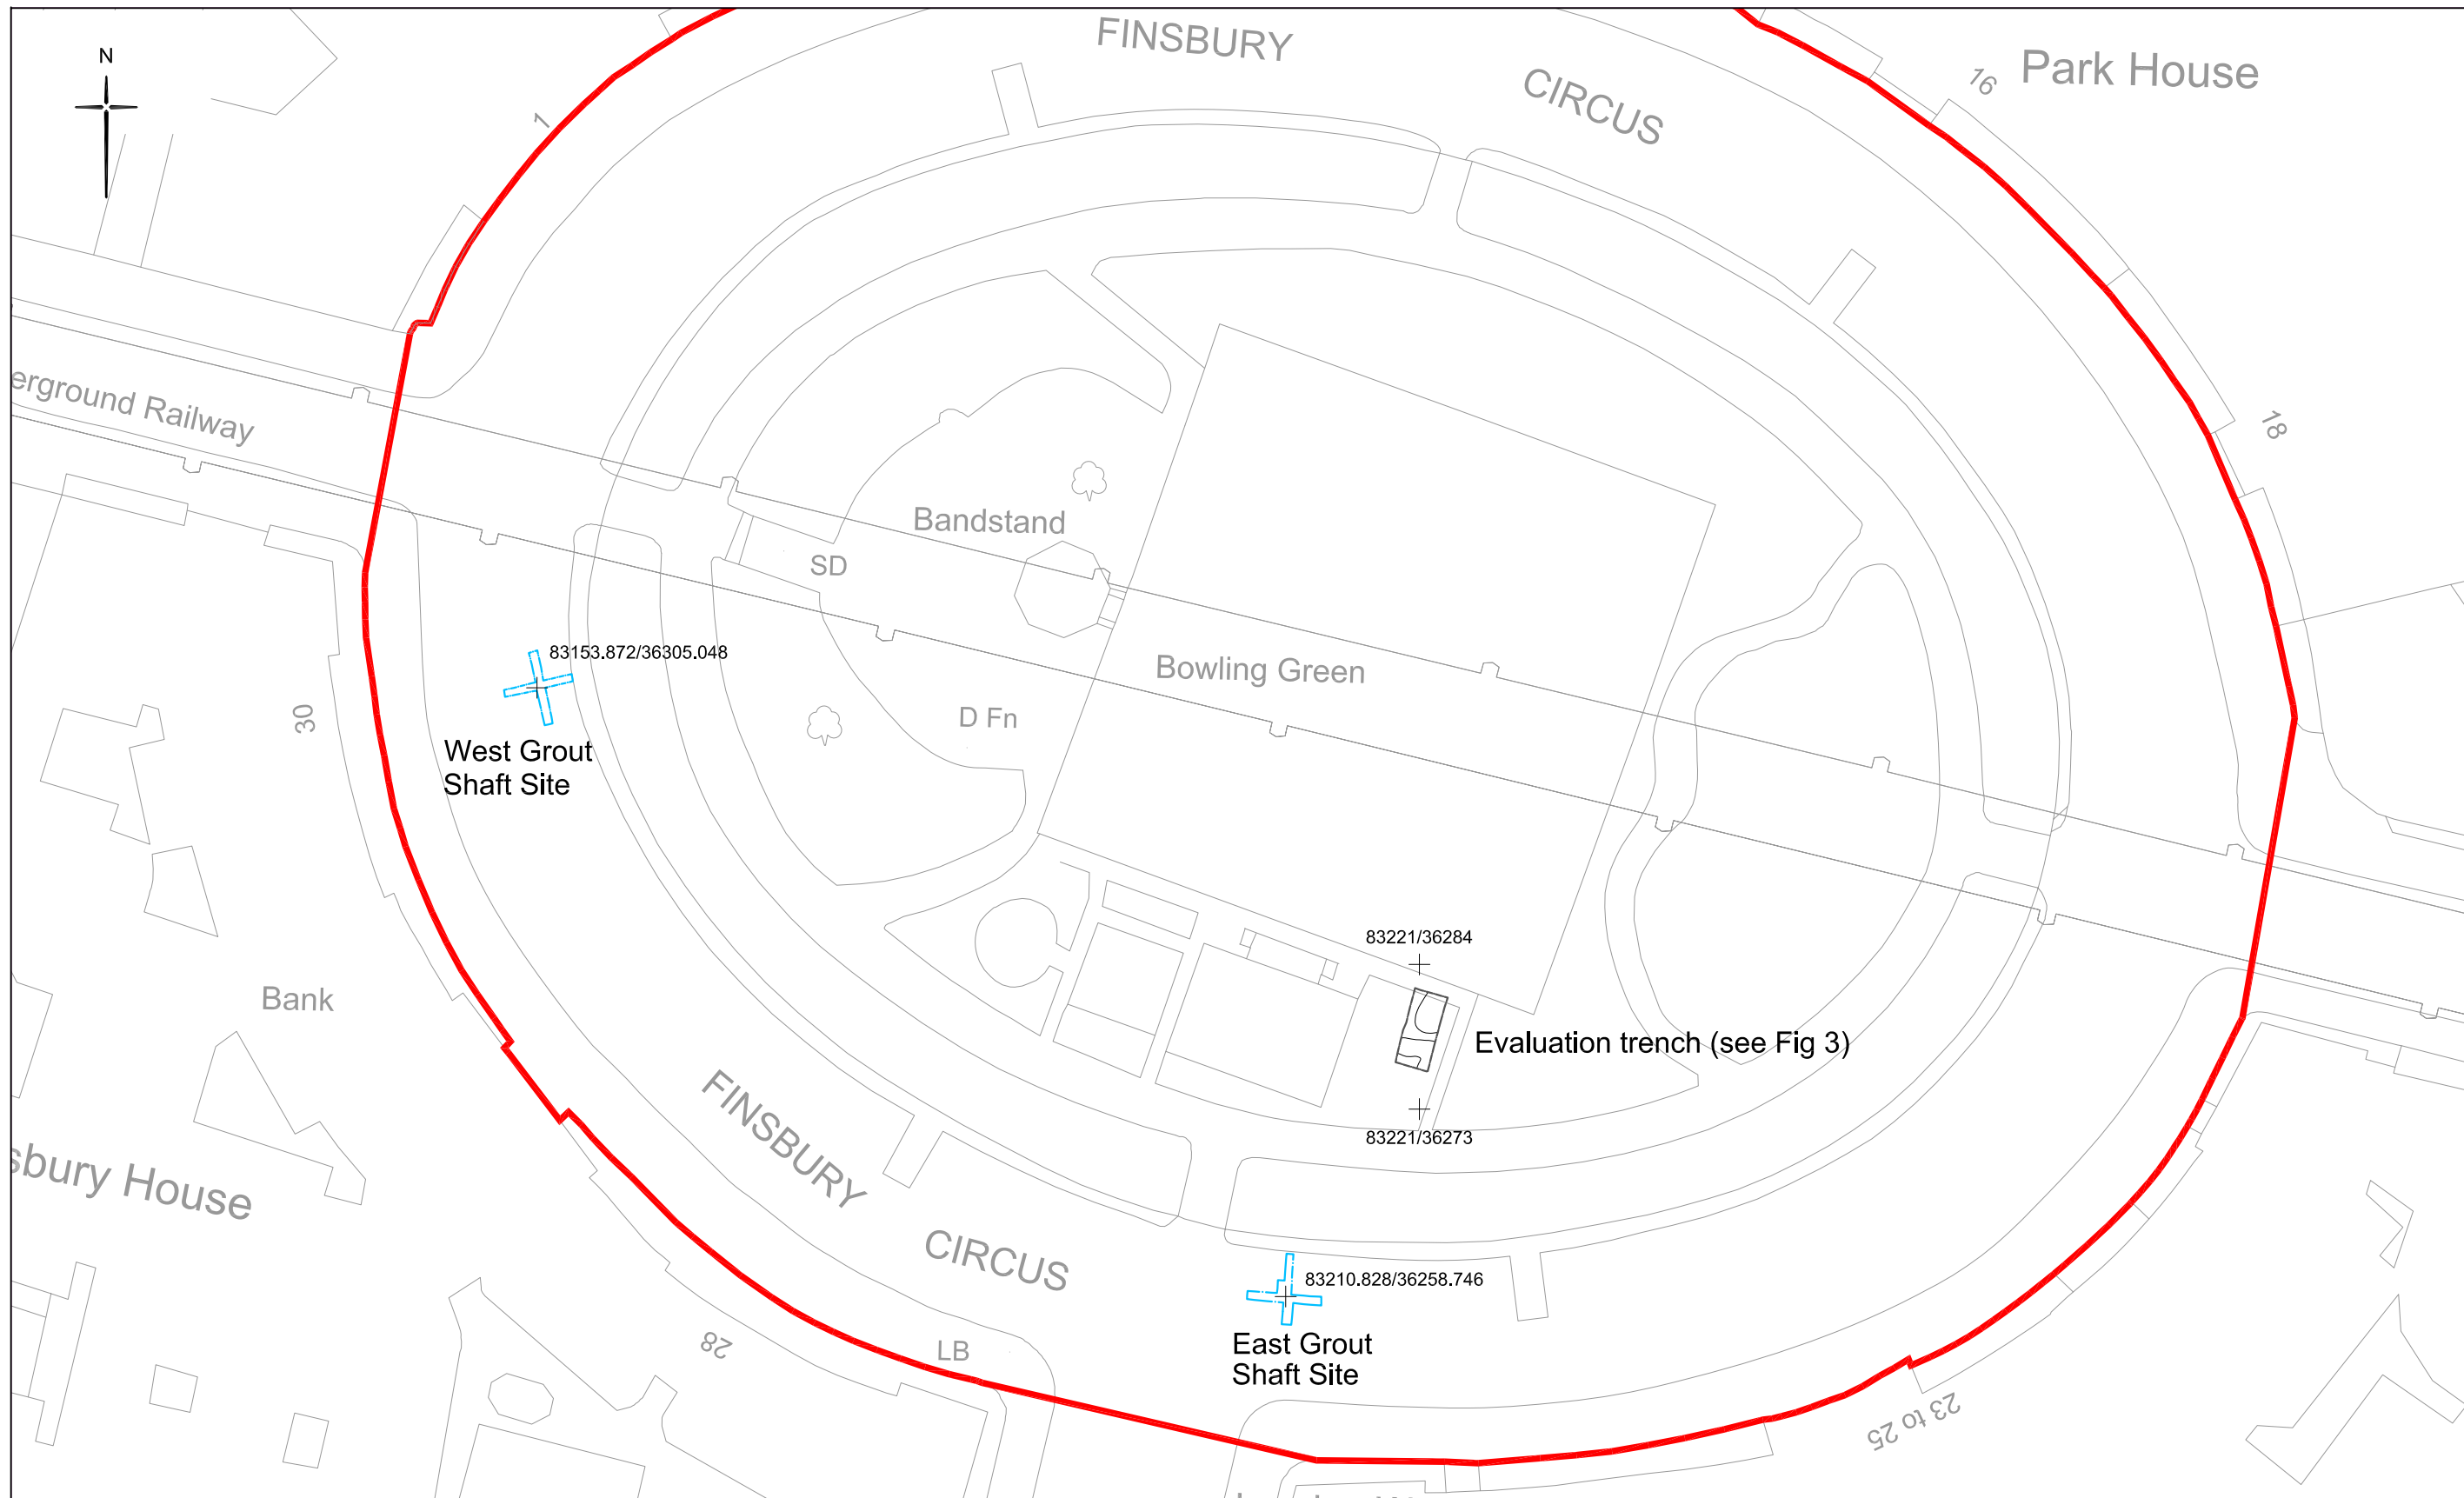 FINSBURY
CIRCUS
Park House
16
N
1
18
erground Railway
Bandstand
SD
83153.872/36305.048
Bowling Green
30
D Fn
West Grout
Shaft Site
83221/36284
Bank
Evaluation trench (see Fig 3)
83221/36273
FINSBURY
sbury House
CIRCUS
83210.828/36258.746
28
LB
East Grout
Shaft Site
23 to 25